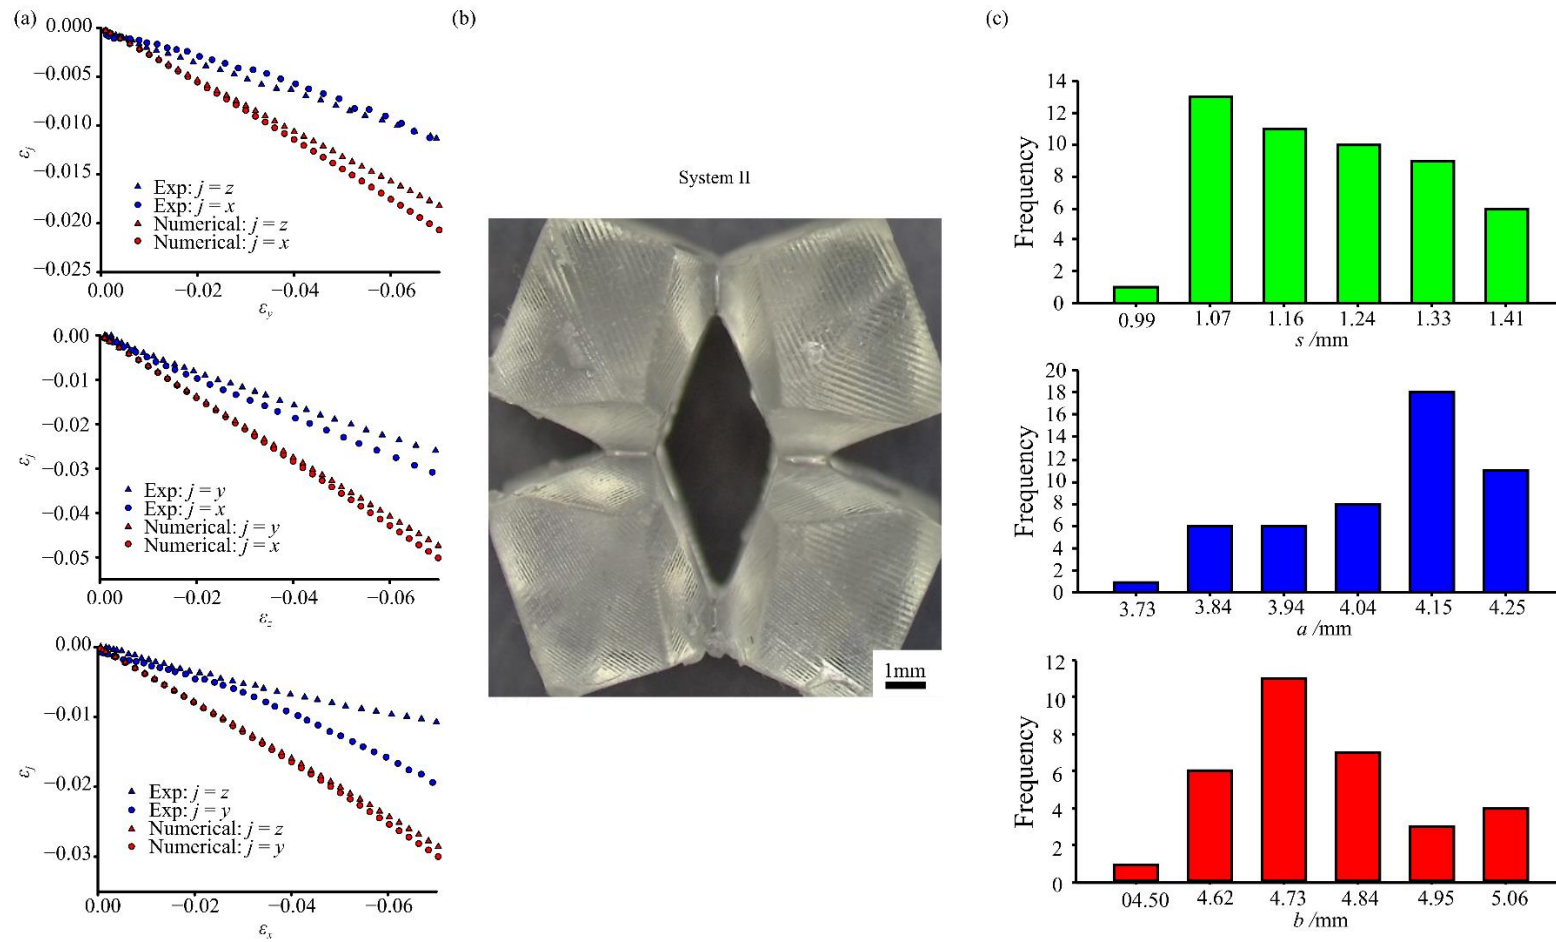 (a)
0.000
−0.005
−0.010
−0.015
−0.020
−0.025
εj
Exp: j = z
Exp: j = x
Numerical: j = z
Numerical: j = x
0.00 −0.02 −0.04 −0.06
εy
0.00
−0.01
−0.02
−0.03
−0.04
−0.05
εj
Exp: j = y
Exp: j = x
Numerical: j = y
Numerical: j = x
0.00 −0.02 −0.04 −0.06
εz
0.00
−0.01
−0.02
−0.03
εj
Exp: j = z
Exp: j = y
Numerical: j = z
Numerical: j = y
0.00 −0.02 −0.04 −0.06
εx
(b)
System II
1mm
(c)
14
12
10
8
6
4
2
0
Frequency
0.99 1.07 1.16 1.24 1.33 1.41
s /mm
20
18
16
14
12
10
8
6
4
2
0
Frequency
3.73 3.84 3.94 4.04 4.15 4.25
a /mm
12
10
8
6
4
2
0
Frequency
04.50 4.62 4.73 4.84 4.95 5.06
b /mm